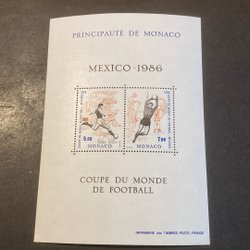 PRINCIPAUTÉ DE MONACO
MEXICO · 1986
5,00 7,00
MONACO MONACO
COUPE DU MONDE
DE FOOTBALL
IMPRIMERIE DES TIMBRES-POSTE, FRANCE